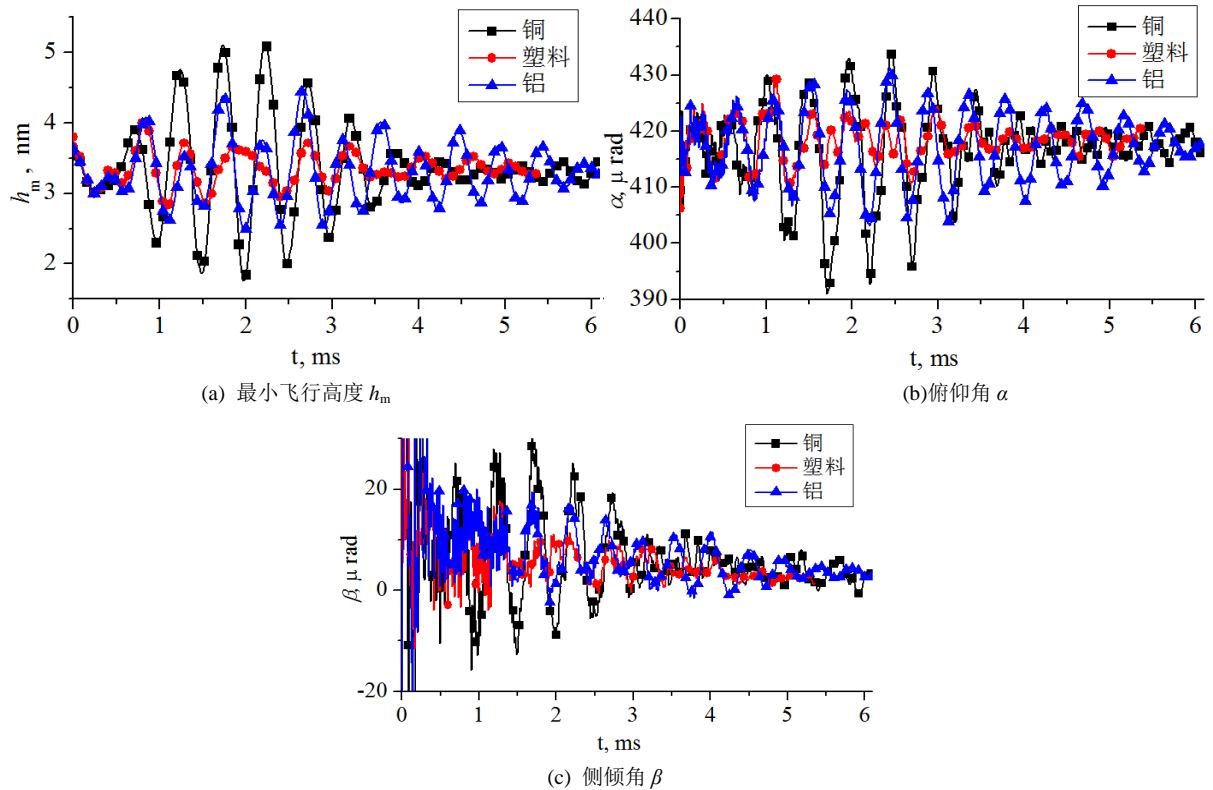 铜
塑料
铝
5
4
3
2
h_m, nm
0 1 2 3 4 5 6
t, ms
(a) 最小飞行高度 h_m
铜
塑料
铝
440
430
420
410
400
390
α, μ rad
0 1 2 3 4 5 6
t, ms
(b)俯仰角 α
铜
塑料
铝
20
0
-20
β, μ rad
0 1 2 3 4 5 6
t, ms
(c) 侧倾角 β